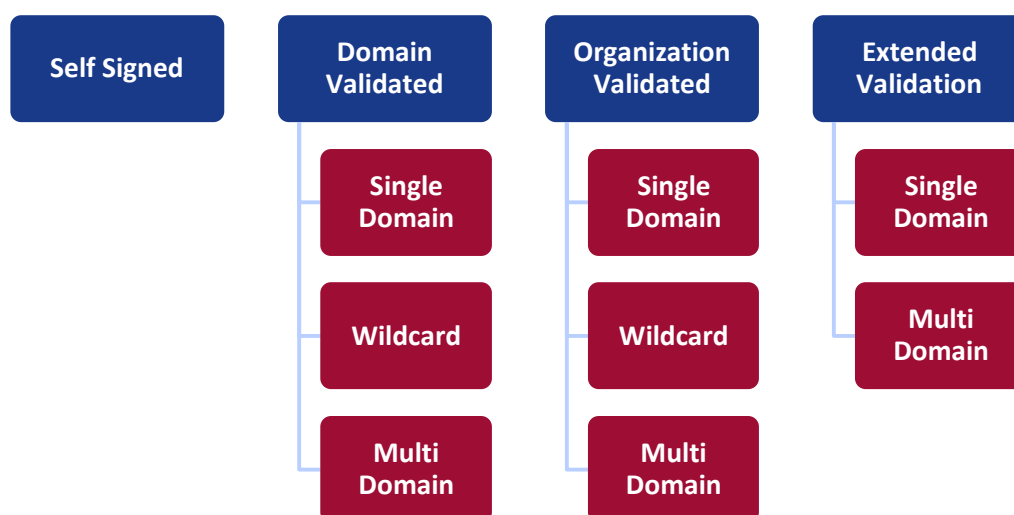 Self Signed
Domain
Validated
Single
Domain
Wildcard
Multi
Domain
Organization
Validated
Single
Domain
Wildcard
Multi
Domain
Extended
Validation
Single
Domain
Multi
Domain